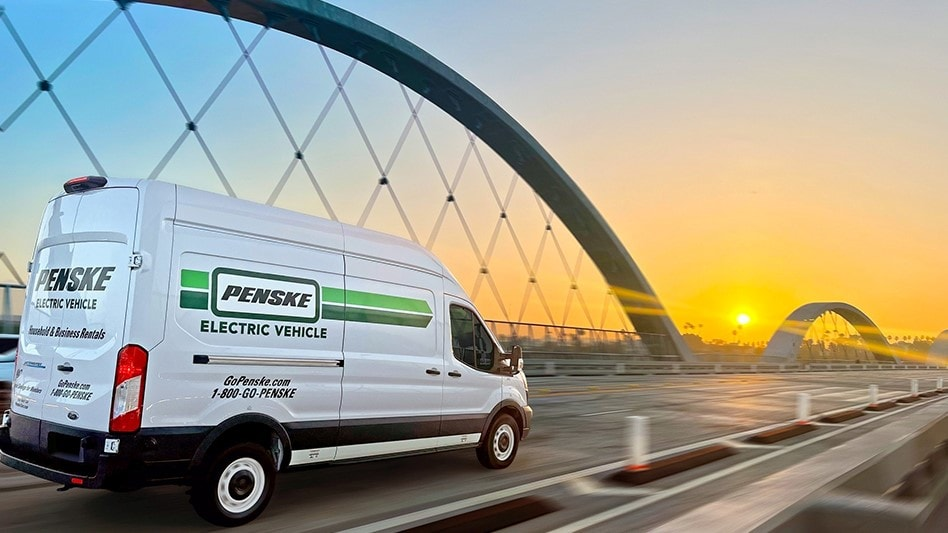 PENSKE
ELECTRIC VEHICLE
Household & Business Rentals
GoPenske.com
1-800-GO-PENSKE
PENSKE
ELECTRIC VEHICLE
GoPenske.com
1-800-GO-PENSKE